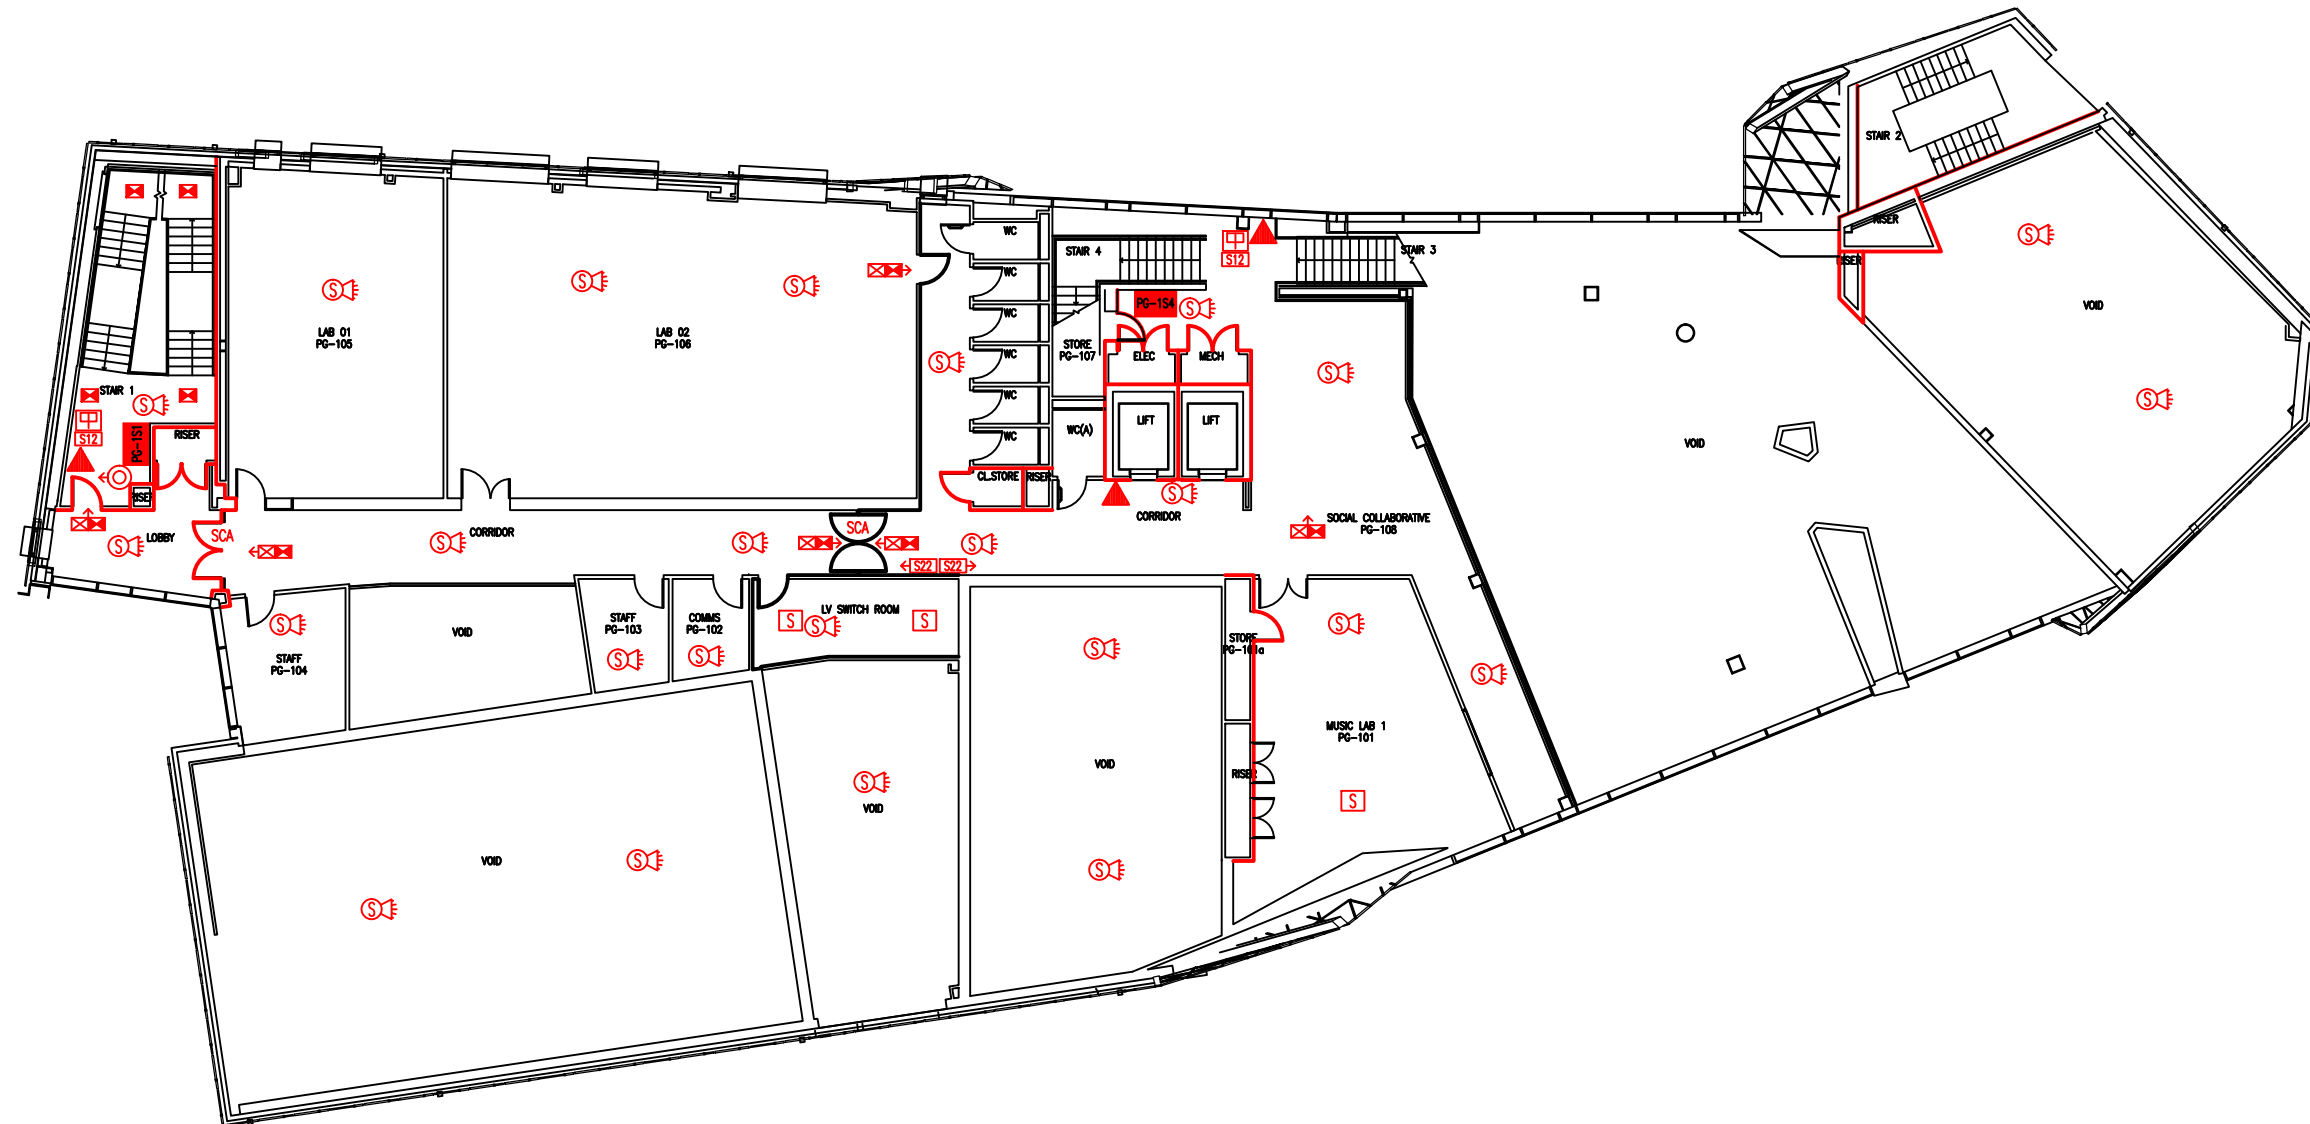 STAIR 2
RISER
RISER
VOID
WC
STAIR 4
S12
STAIR 3
WC
S
S
S
S
PG-1S4
S
WC
LAB 01
PG-105
LAB 02
PG-106
STORE
PG-107
WC
ELEC
MECH
S
S
S
STAIR 1
S
WC
LIFT
LIFT
S12
PG-1S1
RISER
WC(A)
WC
VOID
CL.STORE
RISER
RISER
S
CORRIDOR
SOCIAL COLLABORATIVE
PG-108
SCA
SCA
S
LOBBY
CORRIDOR
S
S
S
S22
S22
STAFF
PG-103
COMMS
PG-102
LV SWITCH ROOM
S
S
S
S
S
VOID
STORE
PG-101a
S
S
S
S
STAFF
PG-104
S
MUSIC LAB 1
PG-101
VOID
RISER
S
VOID
S
VOID
S
S
S